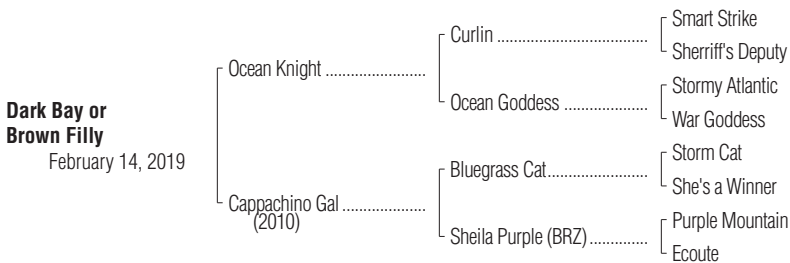 Dark Bay or
Brown Filly
February 14, 2019
Ocean Knight .........................
Cappachino Gal .....................
(2010)
Curlin .....................................
Ocean Goddess .....................
Bluegrass Cat.........................
Sheila Purple (BRZ)...............
Smart Strike
Sherriff's Deputy
Stormy Atlantic
War Goddess
Storm Cat
She's a Winner
Purple Mountain
Ecoute